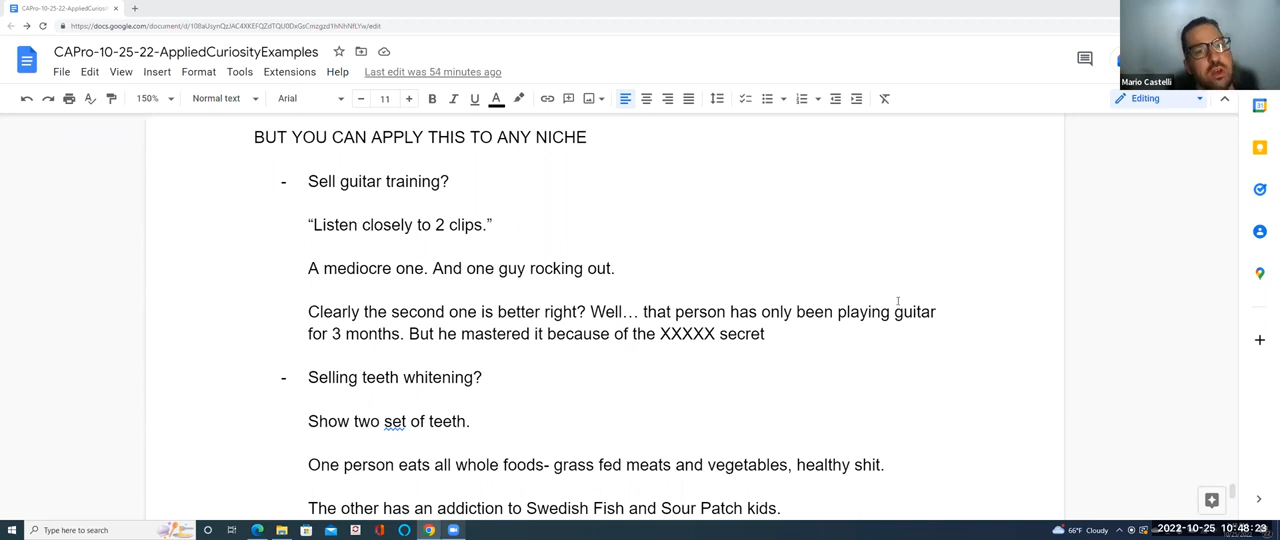 CAPro-10-25-22-AppliedCuriosityE
CAPro-10-25-22-AppliedCuriosityExamples
File Edit View Insert Format Tools Extensions Help Last edit was 54 minutes ago
Mario Castelli
150% Normal text Arial 11 B I U A Editing
BUT YOU CAN APPLY THIS TO ANY NICHE
- Sell guitar training?
“Listen closely to 2 clips.”
A mediocre one. And one guy rocking out.
Clearly the second one is better right? Well… that person has only been playing guitar
for 3 months. But he mastered it because of the XXXXX secret
- Selling teeth whitening?
Show two set of teeth.
One person eats all whole foods- grass fed meats and vegetables, healthy shit.
The other has an addiction to Swedish Fish and Sour Patch kids.
Type here to search
66°F Cloudy
2022-10-25 10:48:23